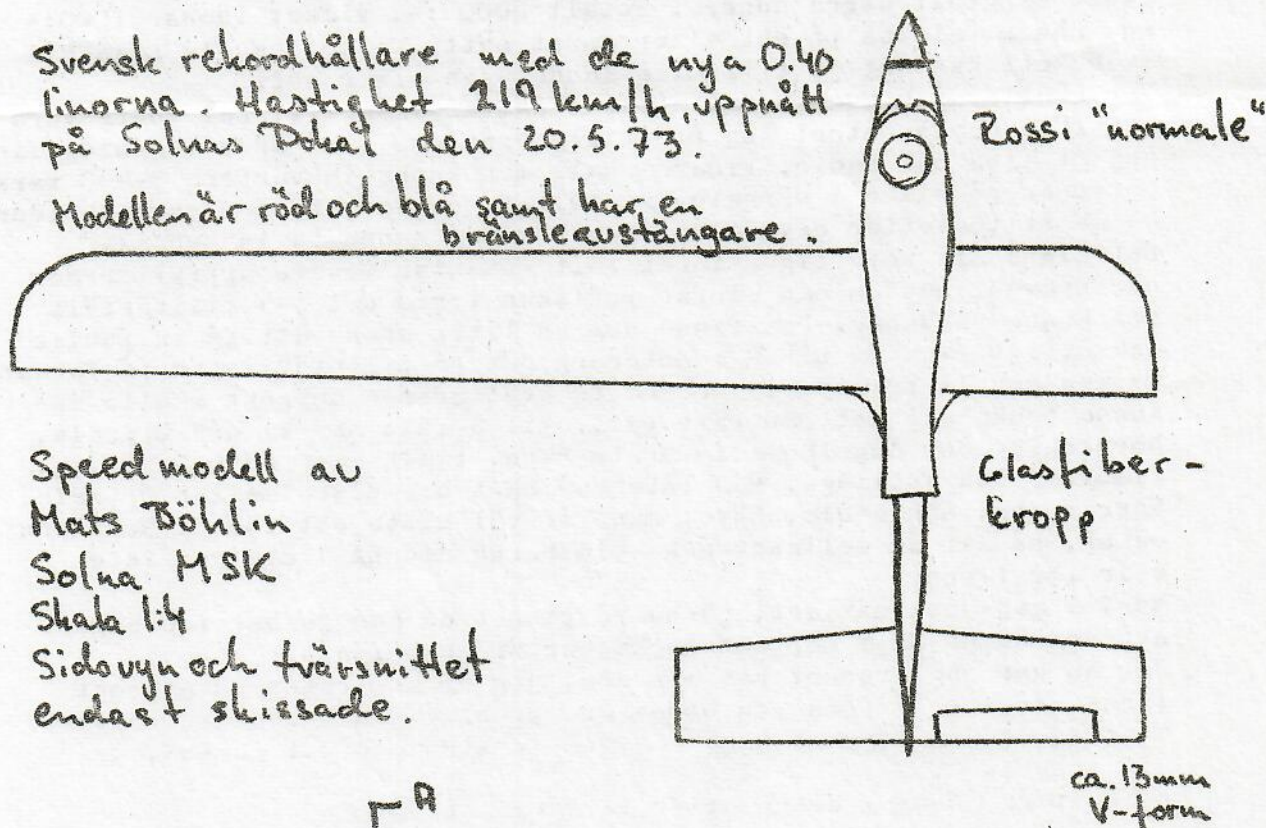 Svensk rekordhållare med de nya 0.40
linorna. Hastighet 219 km/h, uppnått
på Solnas Pokal den 20.5.73.
Rossi "normale"
Modellen är röd och blå samt har en
bränsleavstängare.
Speedmodell av
Mats Böhlin
Solna MSK
Skala 1:4
Sidovyn och tvärsnittet
endast skissade.
Glasfiber-
kropp
A
ca. 13mm
V-form